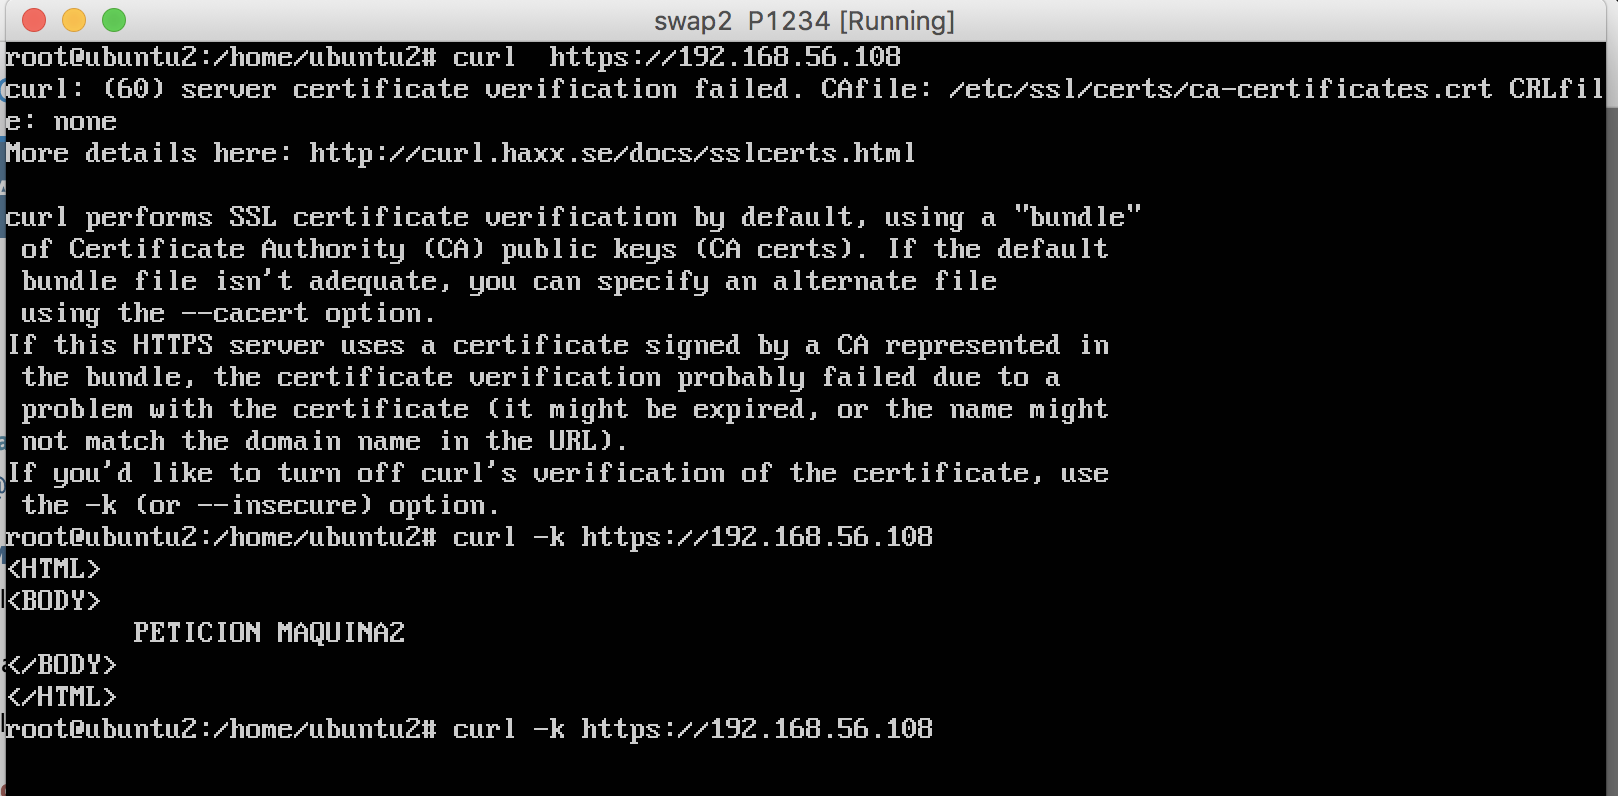 swap2 P1234 [Running]
root@ubuntu2:/home/ubuntu2# curl  https://192.168.56.108
curl: (60) server certificate verification failed. CAfile: /etc/ssl/certs/ca-certificates.crt CRLfil
e: none
More details here: http://curl.haxx.se/docs/sslcerts.html
curl performs SSL certificate verification by default, using a "bundle"
 of Certificate Authority (CA) public keys (CA certs). If the default
 bundle file isn't adequate, you can specify an alternate file
 using the --cacert option.
If this HTTPS server uses a certificate signed by a CA represented in
 the bundle, the certificate verification probably failed due to a
 problem with the certificate (it might be expired, or the name might
 not match the domain name in the URL).
If you'd like to turn off curl's verification of the certificate, use
 the -k (or --insecure) option.
root@ubuntu2:/home/ubuntu2# curl -k https://192.168.56.108
<HTML>
<BODY>
        PETICION MAQUINA2
</BODY>
</HTML>
root@ubuntu2:/home/ubuntu2# curl -k https://192.168.56.108